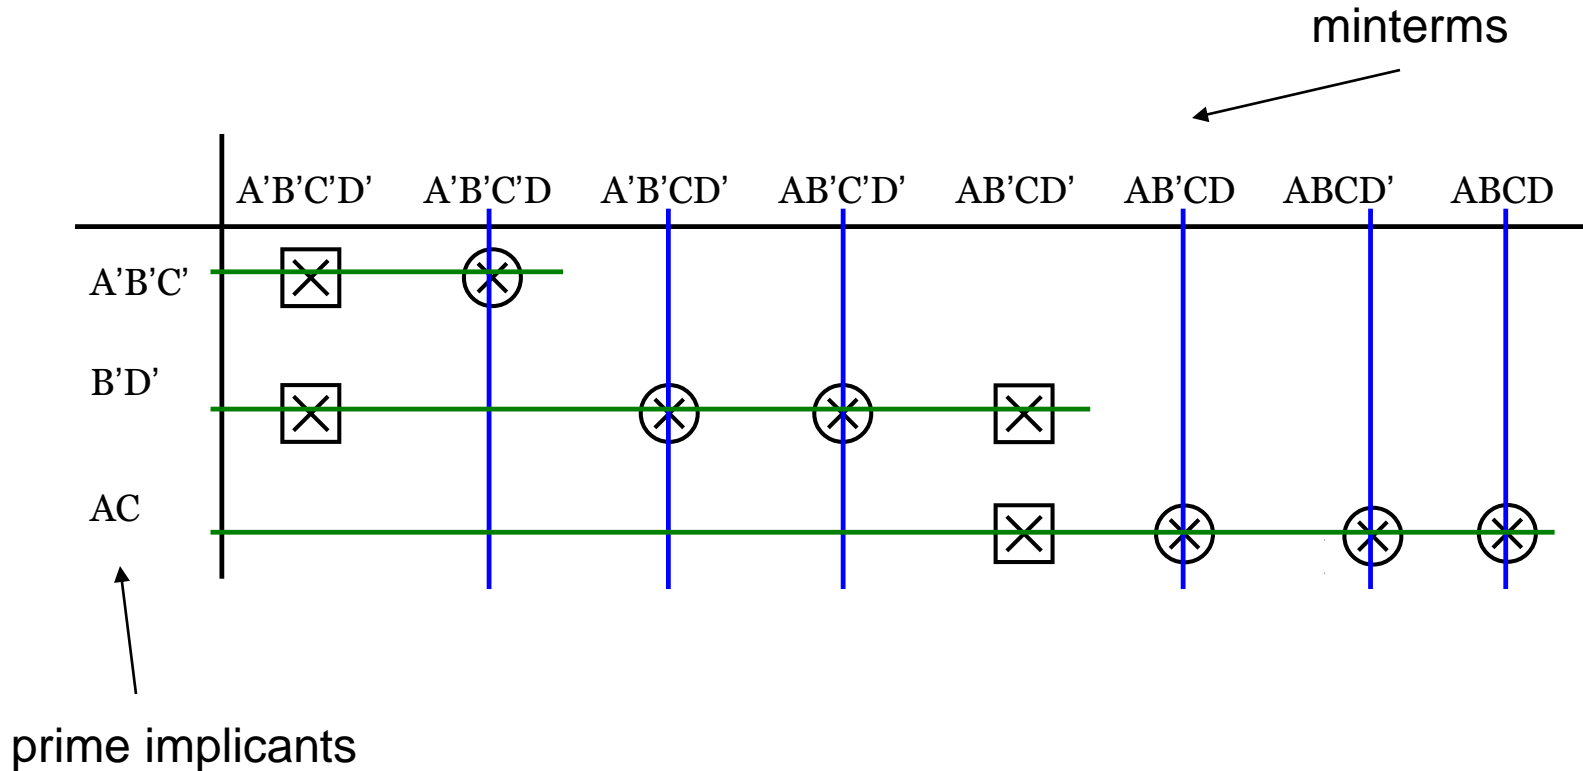 minterms
A’B’C’D’ A’B’C’D A’B’CD’ AB’C’D’ AB’CD’ AB’CD ABCD’ ABCD
A’B’C’
B’D’
AC
prime implicants